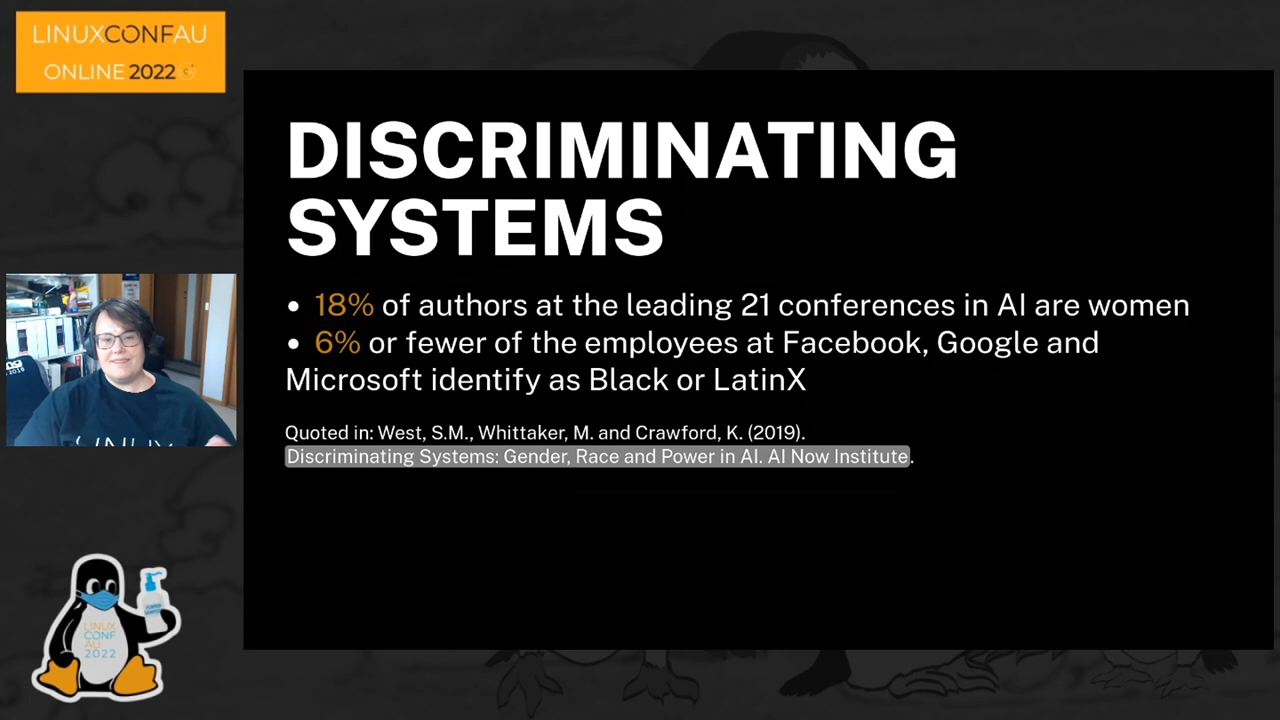 LINUXCONFAU
ONLINE 2022
DISCRIMINATING
SYSTEMS
• 18% of authors at the leading 21 conferences in AI are women
• 6% or fewer of the employees at Facebook, Google and
Microsoft identify as Black or LatinX
Quoted in: West, S.M., Whittaker, M. and Crawford, K. (2019).
Discriminating Systems: Gender, Race and Power in AI. AI Now Institute.
LINUX
CONF
AU
2022